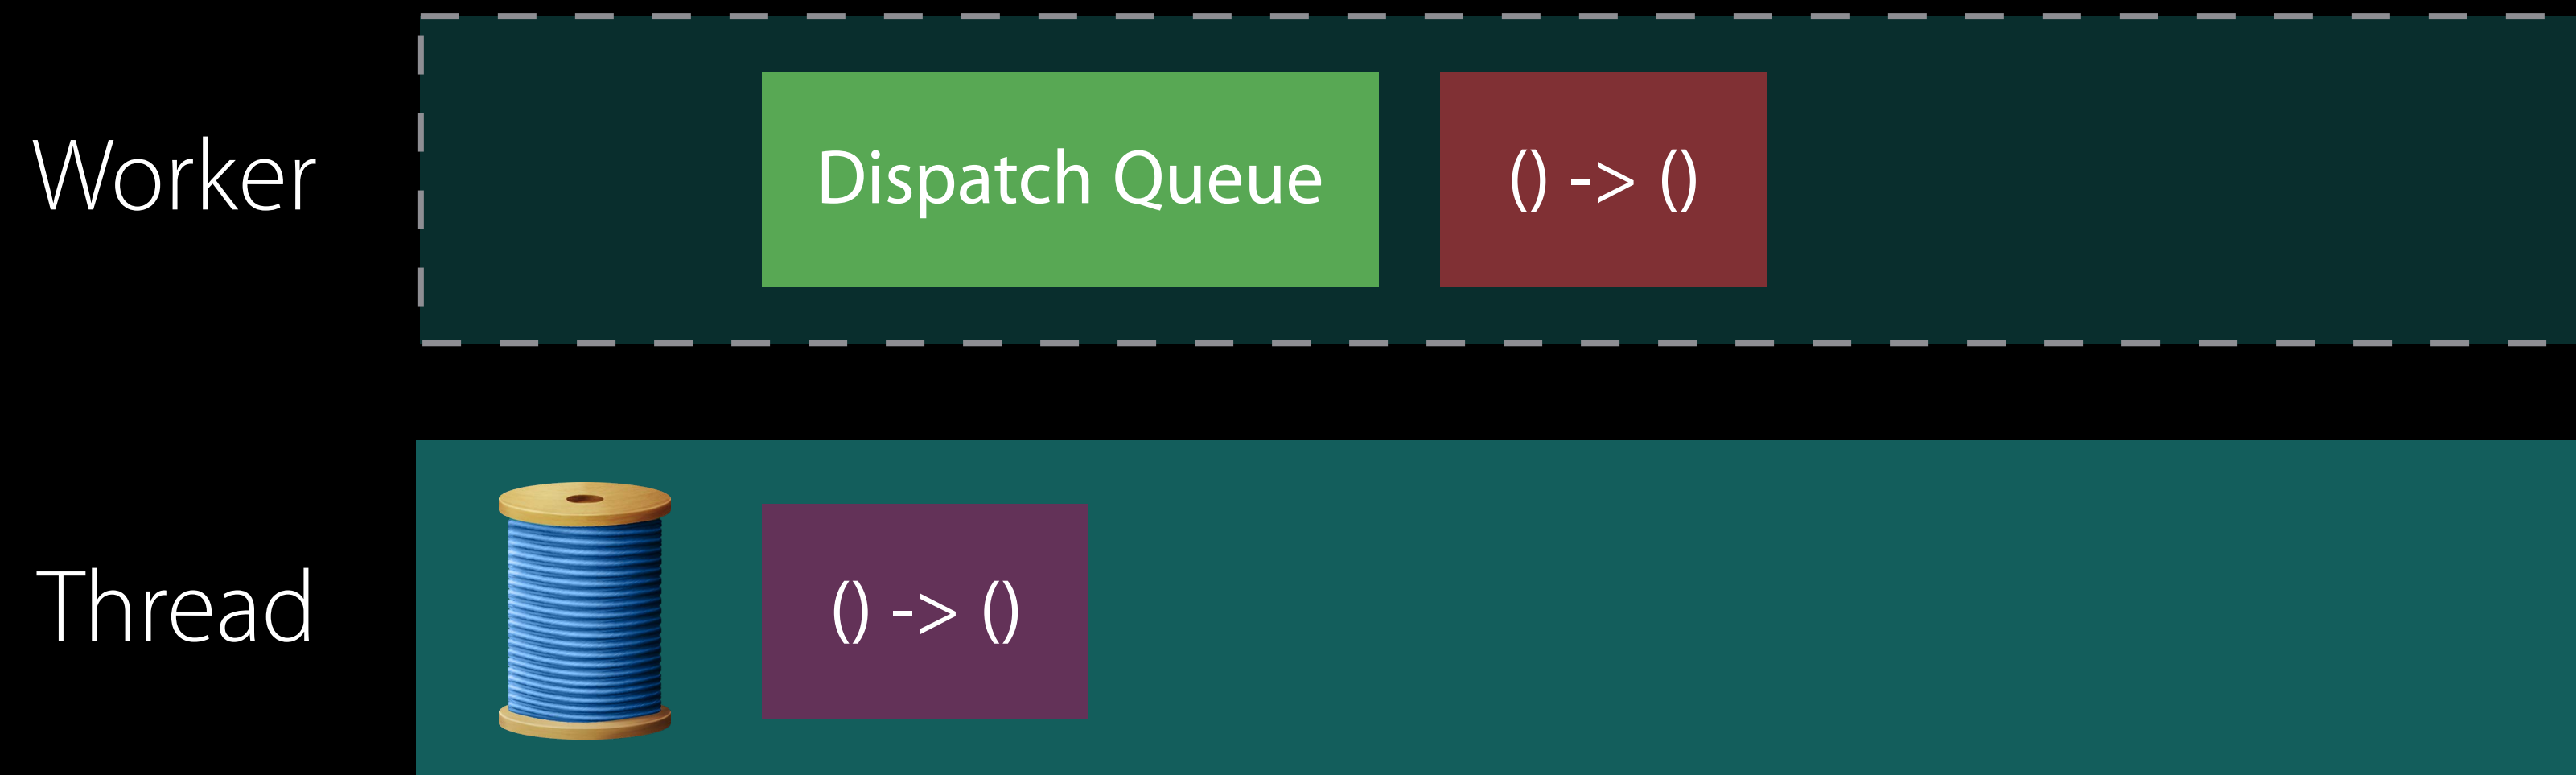 Worker
Dispatch Queue
() -> ()
Thread
() -> ()